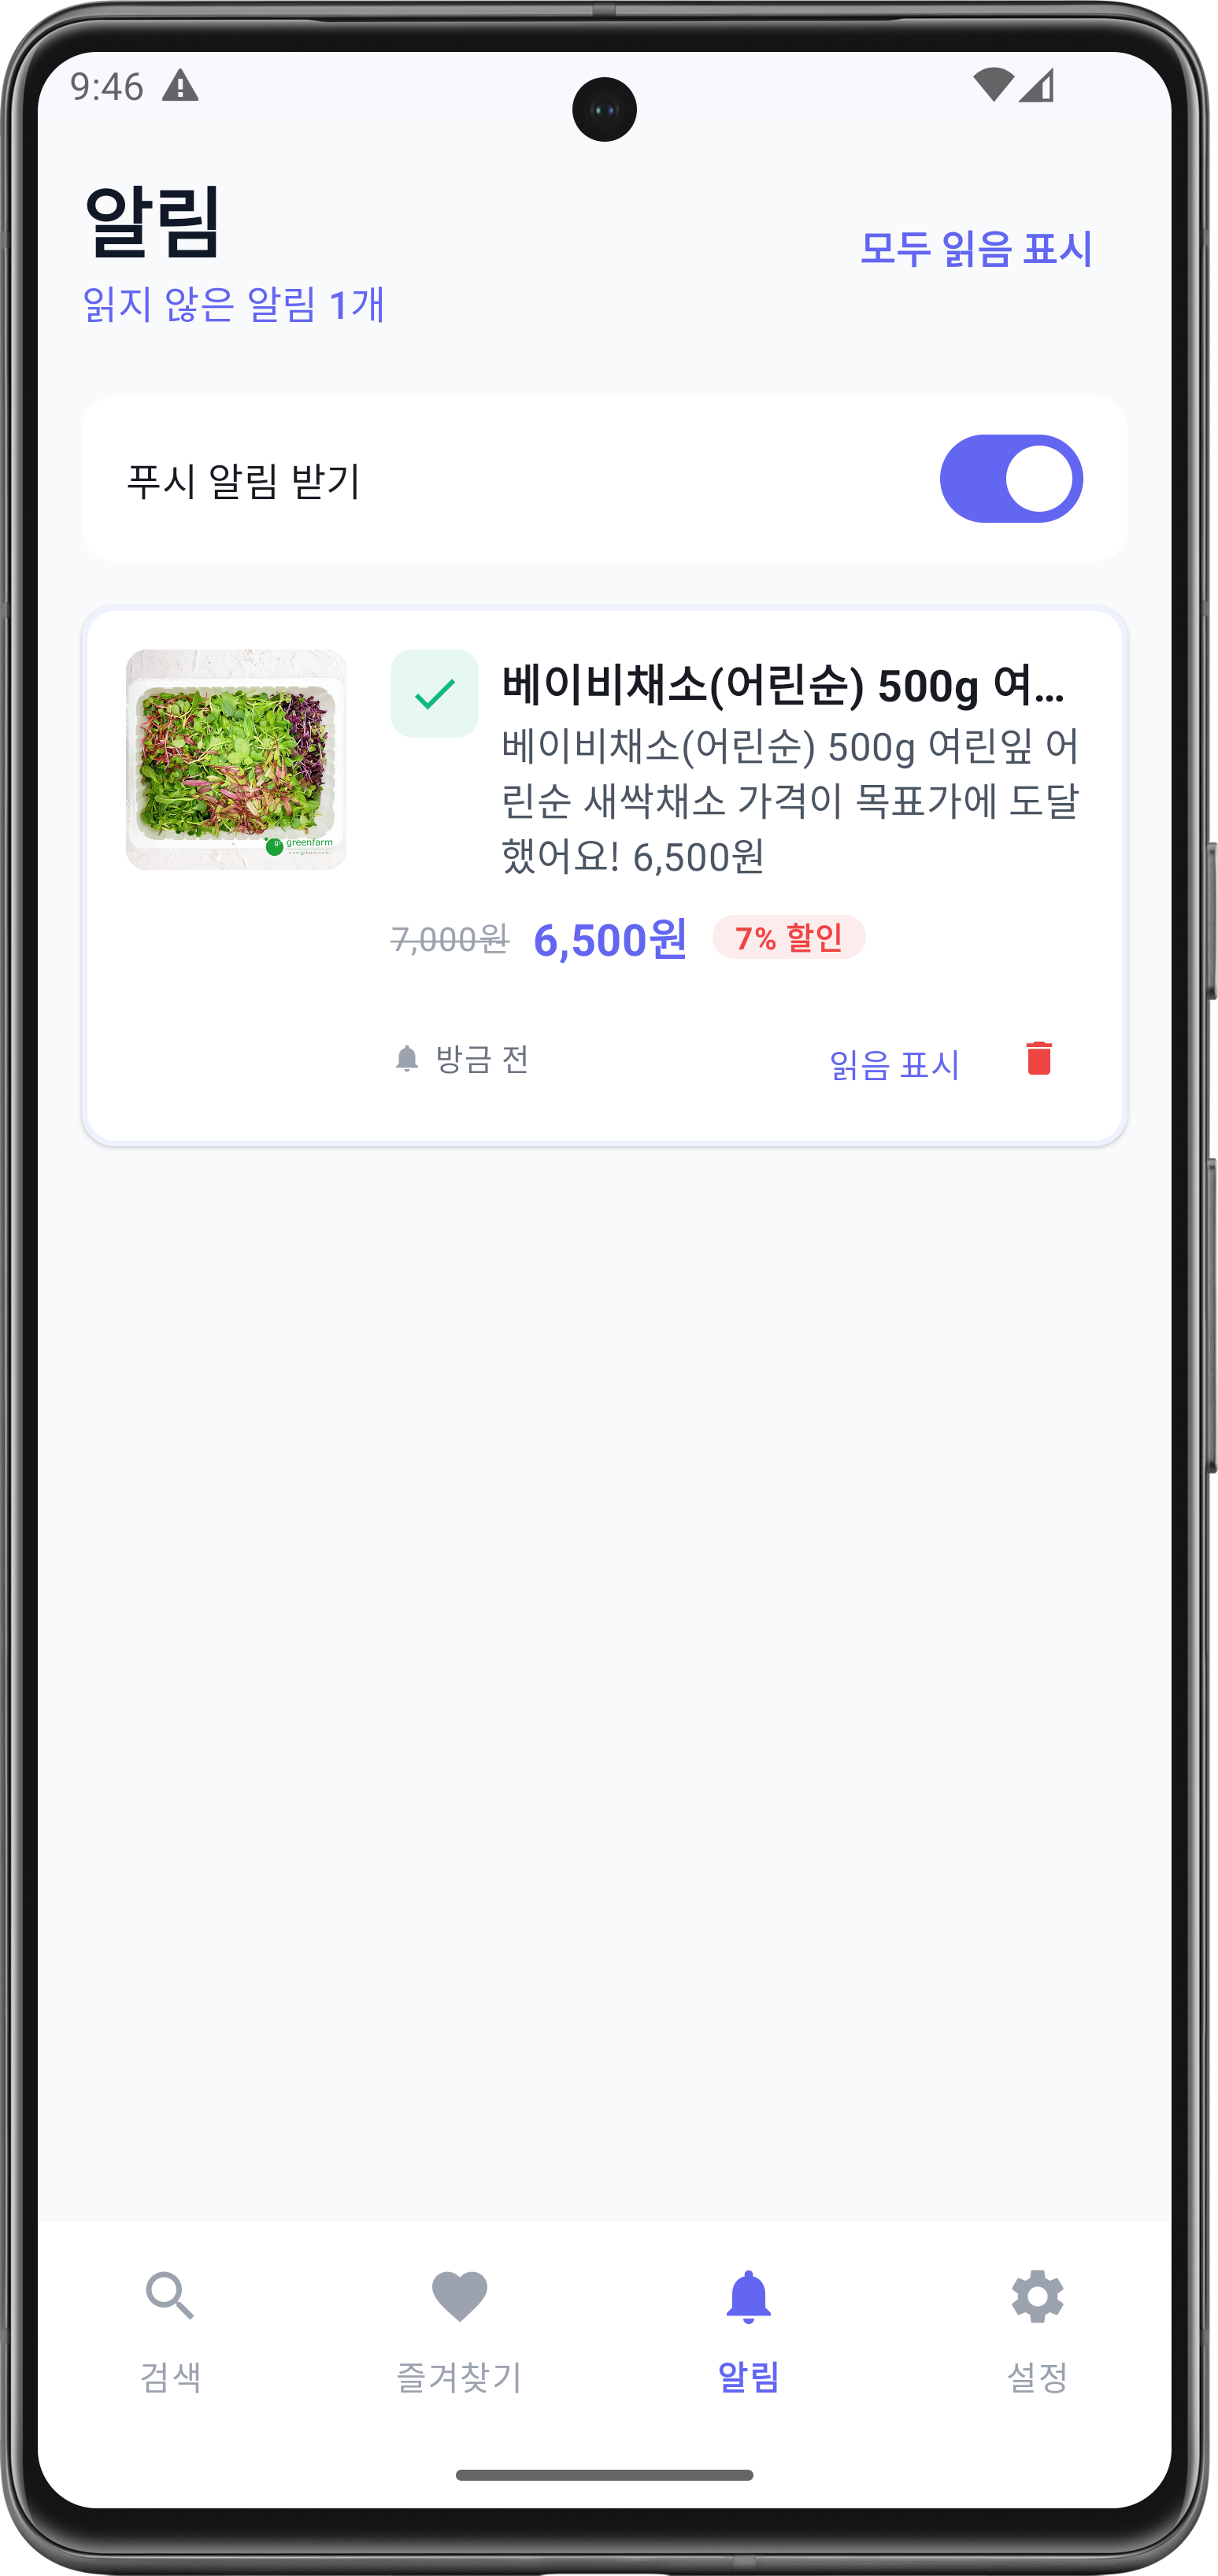 9:46
알림
모두 읽음 표시
읽지 않은 알림 1개
푸시 알림 받기
베이비채소(어린순) 500g 여...
베이비채소(어린순) 500g 여린잎 어
린순 새싹채소 가격이 목표가에 도달
했어요! 6,500원
greenfarm
7,000원 6,500원 7% 할인
방금 전 읽음 표시
검색 즐겨찾기 알림 설정